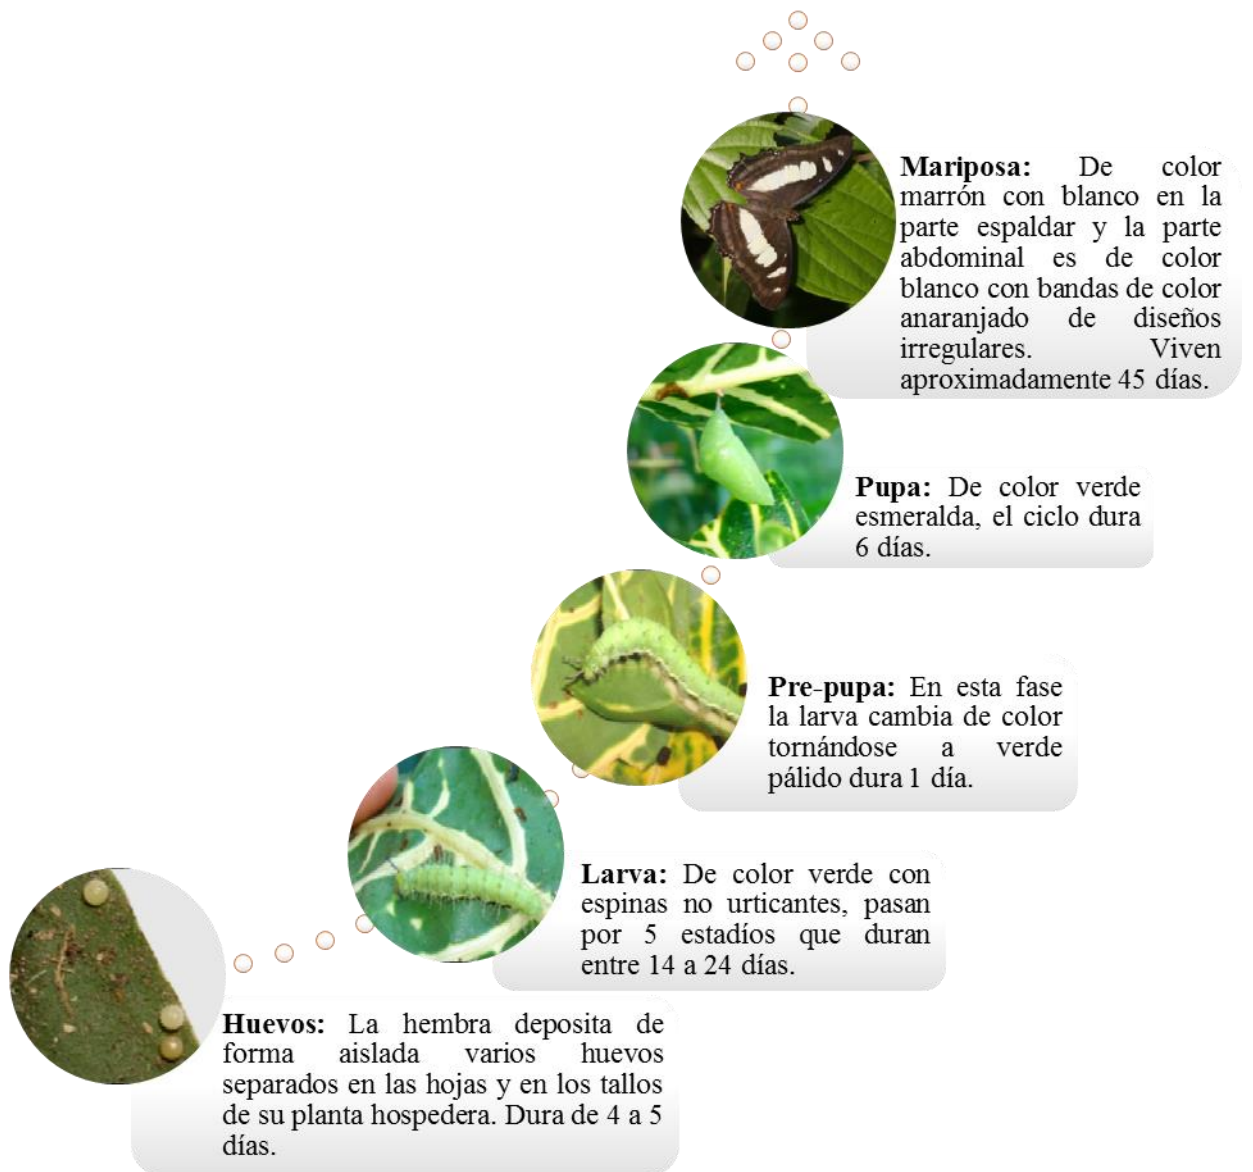 Mariposa: De color
marrón con blanco en la
parte espaldar y la parte
abdominal es de color
blanco con bandas de color
anaranjado de diseños
irregulares. Viven
aproximadamente 45 días.
Pupa: De color verde
esmeralda, el ciclo dura
6 días.
Pre-pupa: En esta fase
la larva cambia de color
tornándose a verde
pálido dura 1 día.
Larva: De color verde con
espinas no urticantes, pasan
por 5 estadíos que duran
entre 14 a 24 días.
Huevos: La hembra deposita de
forma aislada varios huevos
separados en las hojas y en los tallos
de su planta hospedera. Dura de 4 a 5
días.